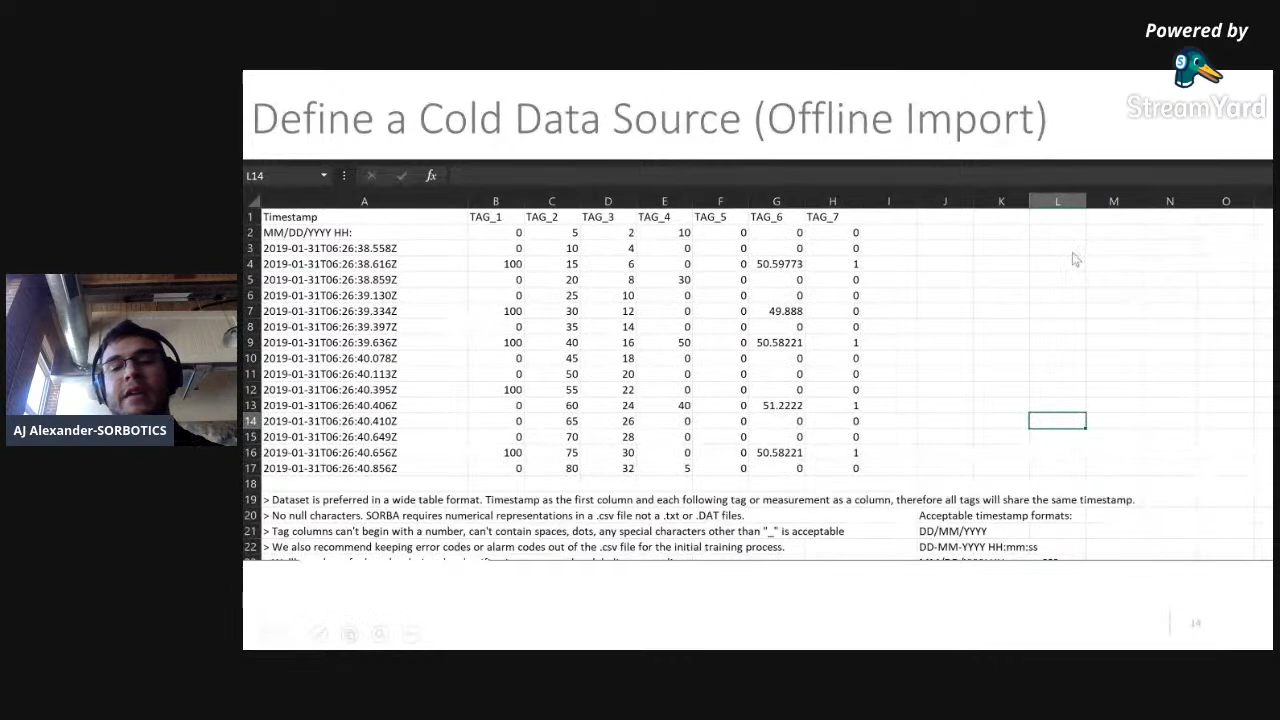 Powered by
StreamYard
Define a Cold Data Source (Offline Import)
L14 fx
A B C D E F G H I J K L M N O
1 Timestamp TAG_1 TAG_2 TAG_3 TAG_4 TAG_5 TAG_6 TAG_7
2 MM/DD/YYYY HH: 0 5 2 10 0 0 0
3 2019-01-31T06:26:38.558Z 0 10 4 0 0 0 0
4 2019-01-31T06:26:38.616Z 100 15 6 0 0 50.59773 1
5 2019-01-31T06:26:38.859Z 0 20 8 30 0 0 0
6 2019-01-31T06:26:39.130Z 0 25 10 0 0 0 0
7 2019-01-31T06:26:39.334Z 100 30 12 0 0 49.888 1
8 2019-01-31T06:26:39.397Z 0 35 14 0 0 0 0
9 2019-01-31T06:26:39.636Z 100 40 16 50 0 50.58221 1
10 2019-01-31T06:26:40.078Z 0 45 18 0 0 0 0
11 2019-01-31T06:26:40.113Z 0 50 20 0 0 0 0
12 2019-01-31T06:26:40.395Z 100 55 22 0 0 0 0
13 2019-01-31T06:26:40.406Z 0 60 24 40 0 51.2222 1
14 2019-01-31T06:26:40.410Z 0 65 26 0 0 0 0
15 2019-01-31T06:26:40.649Z 0 70 28 0 0 0 0
16 2019-01-31T06:26:40.656Z 100 75 30 0 0 50.58221 1
17 2019-01-31T06:26:40.856Z 0 80 32 5 0 0 0
18
19 > Dataset is preferred in a wide table format. Timestamp as the first column and each following tag or measurement as a column, therefore all tags will share the same timestamp.
20 > No null characters. SORBA requires numerical representations in a .csv file not a .txt or .DAT files. Acceptable timestamp formats:
21 > Tag columns can't begin with a number, can't contain spaces, dots, any special characters other than "_" is acceptable DD/MM/YYYY
22 > We also recommend keeping error codes or alarm codes out of the .csv file for the initial training process. DD-MM-YYYY HH:mm:ss
AJ Alexander-SORBOTICS
14